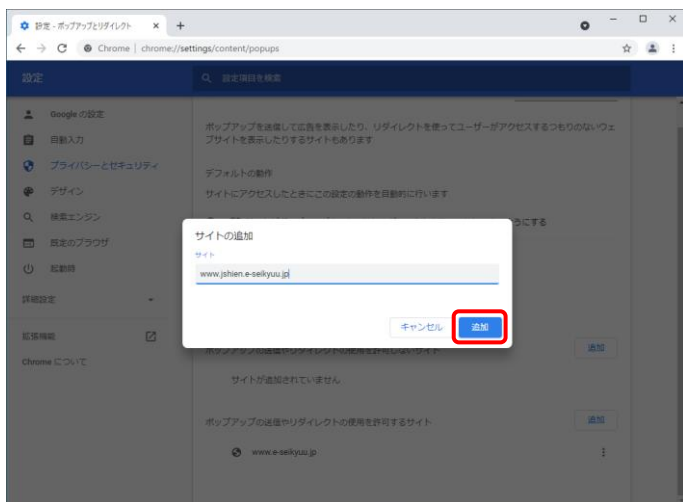 設定 - ポップアップとリダイレクト
Chrome | chrome://settings/content/popups
設定
設定項目を検索
Google の設定
自動入力
プライバシーとセキュリティ
デザイン
検索エンジン
既定のブラウザ
起動時
詳細設定
拡張機能
Chrome について
ポップアップを送信して広告を表示したり、リダイレクトを使ってユーザーがアクセスするつもりのないウェ
ブサイトを表示したりするサイトもあります
デフォルトの動作
サイトにアクセスしたときにこの設定の動作を自動的に行います
うにする
サイトの追加
サイト
www.jshien.e-seikyuu.jp
キャンセル
追加
ポップアップの送信やリダイレクトの使用を許可しないサイト
追加
サイトが追加されていません
ポップアップの送信やリダイレクトの使用を許可するサイト
追加
www.e-seikyuu.jp